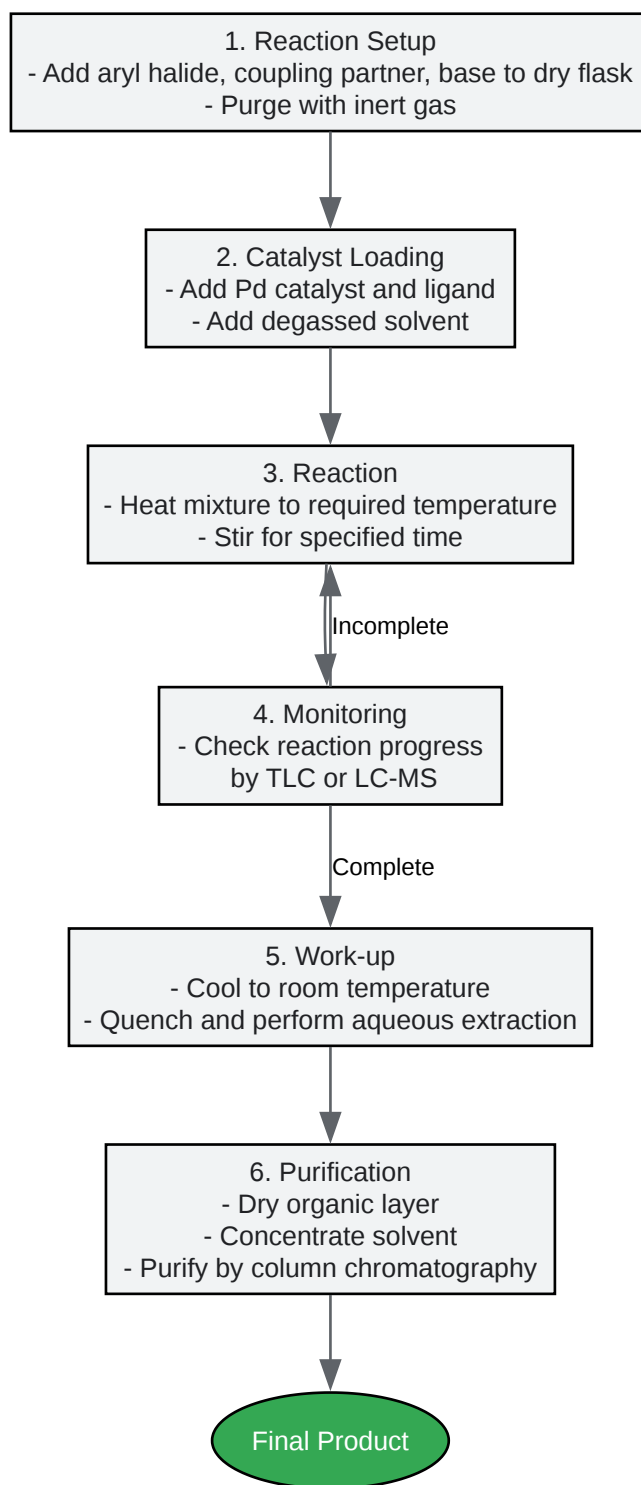 1. Reaction Setup
- Add aryl halide, coupling partner, base to dry flask
- Purge with inert gas
2. Catalyst Loading
- Add Pd catalyst and ligand
- Add degassed solvent
3. Reaction
- Heat mixture to required temperature
- Stir for specified time
Incomplete
4. Monitoring
- Check reaction progress
by TLC or LC-MS
Complete
5. Work-up
- Cool to room temperature
- Quench and perform aqueous extraction
6. Purification
- Dry organic layer
- Concentrate solvent
- Purify by column chromatography
Final Product